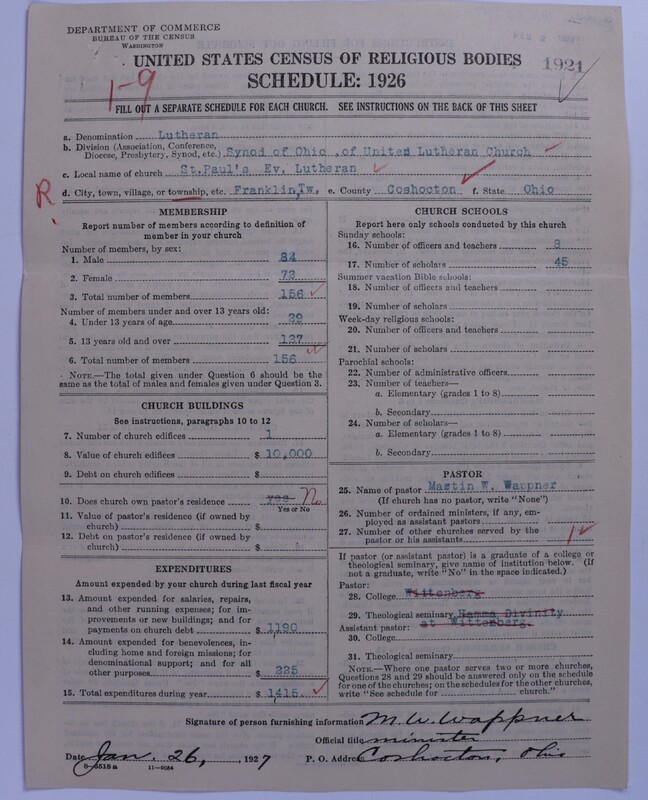 DEPARTMENT OF COMMERCE
BUREAU OF THE CENSUS
WASHINGTON
UNITED STATES CENSUS OF RELIGIOUS BODIES
1921
SCHEDULE: 1926
1-9
FILL OUT A SEPARATE SCHEDULE FOR EACH CHURCH. SEE INSTRUCTIONS ON THE BACK OF THIS SHEET
a. Denomination Lutheran
b. Division (Association, Conference,
Diocese, Presbytery, Synod, etc.) Synod of Ohio ,of United Lutheran Church
c. Local name of church St.Paul's Ev. Lutheran
R. d. City, town, village, or township, etc. Franklin,Tw, e. County Coshocton f. State Ohio
MEMBERSHIP
Report number of members according to definition of
member in your church
Number of members, by sex:
1. Male 84
2. Female 72
3. Total number of members 156
Number of members under and over 13 years old:
4. Under 13 years of age 29
5. 13 years old and over 127
6. Total number of members 156
NOTE.—The total given under Question 6 should be the
same as the total of males and females given under Question 3.
CHURCH BUILDINGS
See instructions, paragraphs 10 to 12
7. Number of church edifices 1
8. Value of church edifices $ 10,000
9. Debt on church edifices $
10. Does church own pastor's residence yes No
Yes or No
11. Value of pastor's residence (if owned by
church) $
12. Debt on pastor's residence (if owned by
church) $
EXPENDITURES
Amount expended by your church during last fiscal year
13. Amount expended for salaries, repairs,
and other running expenses; for im-
provements or new buildings; and for
payments on church debt $ 1190
14. Amount expended for benevolences, in-
cluding home and foreign missions; for
denominational support; and for all
other purposes $ 225
15. Total expenditures during year $ 1415
CHURCH SCHOOLS
Report here only schools conducted by this church
Sunday schools:
16. Number of officers and teachers 8
17. Number of scholars 45
Summer vacation Bible schools:
18. Number of officers and teachers
19. Number of scholars
Week-day religious schools:
20. Number of officers and teachers
21. Number of scholars
Parochial schools:
22. Number of administrative officers
23. Number of teachers—
a. Elementary (grades 1 to 8)
b. Secondary
24. Number of scholars—
a. Elementary (grades 1 to 8)
b. Secondary
PASTOR
25. Name of pastor Martin W. Wappner
(If church has no pastor, write "None")
26. Number of ordained ministers, if any, em-
ployed as assistant pastors
27. Number of other churches served by the
pastor or his assistants 1
If pastor (or assistant pastor) is a graduate of a college or
theological seminary, give name of institution below. (If
not a graduate, write "No" in the space indicated.)
Pastor:
28. College Wittenberg
29. Theological seminary Hamma Divinity
Assistant pastor: at Wittenberg.
30. College
31. Theological seminary
NOTE.—Where one pastor serves two or more churches,
Questions 28 and 29 should be answered only on the schedule
for one of the churches; on the schedules for the other churches,
write "See schedule for church."
Signature of person furnishing information M. W. Wappner
Official title minister
Date Jan. 26, , 1927 P. O. Address Coshocton, Ohio
8—5518a 11—9084